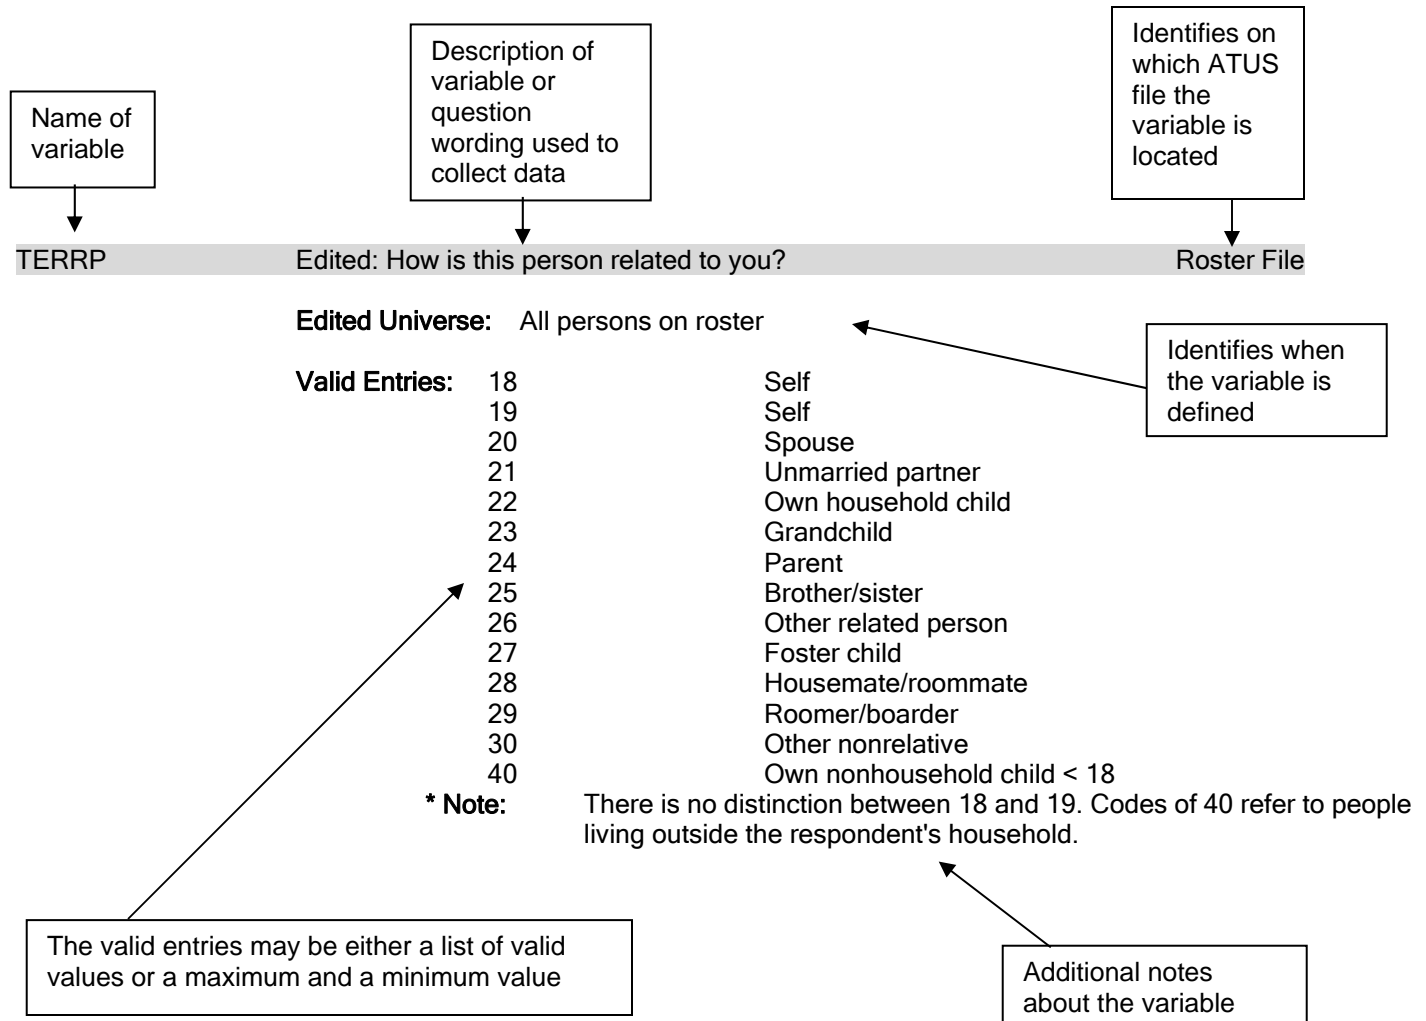 Name of
variable
Description of
variable or
question
wording used to
collect data
Identifies on
which ATUS
file the
variable is
located
TERRP Edited: How is this person related to you? Roster File
Edited Universe: All persons on roster
Identifies when
the variable is
defined
Valid Entries: 18 Self
19 Self
20 Spouse
21 Unmarried partner
22 Own household child
23 Grandchild
24 Parent
25 Brother/sister
26 Other related person
27 Foster child
28 Housemate/roommate
29 Roomer/boarder
30 Other nonrelative
40 Own nonhousehold child < 18
* Note: There is no distinction between 18 and 19. Codes of 40 refer to people
living outside the respondent's household.
The valid entries may be either a list of valid
values or a maximum and a minimum value
Additional notes
about the variable